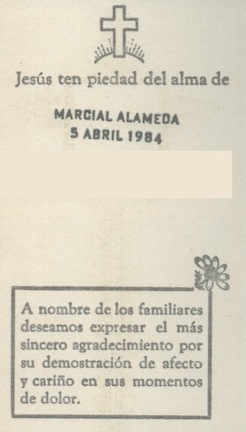 Jesús ten piedad del alma de
MARCIAL ALAMEDA
5 ABRIL 1984
A nombre de los familiares
deseamos expresar el más
sincero agradecimiento por
su demostración de afecto
y cariño en sus momentos
de dolor.